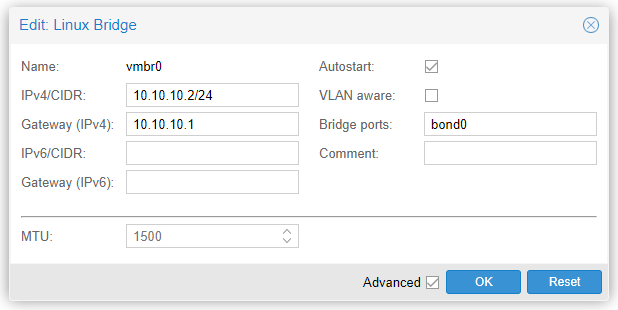 Edit: Linux Bridge
Name: vmbr0 Autostart:
IPv4/CIDR: 10.10.10.2/24 VLAN aware:
Gateway (IPv4): 10.10.10.1 Bridge ports: bond0
IPv6/CIDR: Comment:
Gateway (IPv6):
MTU: 1500
Advanced OK Reset